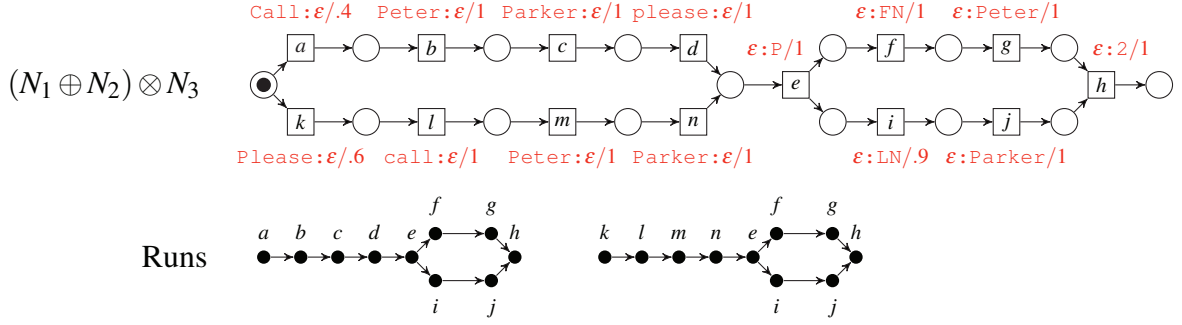 Call:ε/.4 Peter:ε/1 Parker:ε/1 please:ε/1 ε:FN/1 ε:Peter/1
a b c d ε:P/1 f g ε:2/1
(N₁ ⊕ N₂) ⊗ N₃ e h
k l m n i j
Please:ε/.6 call:ε/1 Peter:ε/1 Parker:ε/1 ε:LN/.9 ε:Parker/1
f g f g
a b c d e h k l m n e h
Runs
i j i j